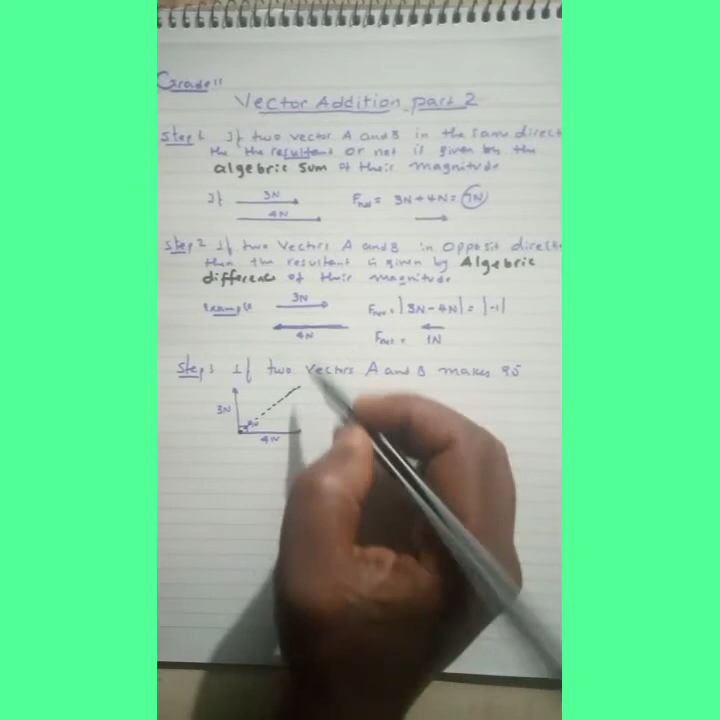 Grade 11
Vector Addition part 2
Step 1 If two vector A and B in the same direct
the the resultant or net is given by the
algebric Sum of their magnitude
3N
4N
Fnet = 3N + 4N = 7N
Step 2 If two Vectors A and B in opposit direct
then the resultant is given by Algebric
difference of their magnitude
Example
3N
4N
Fnet = |3N - 4N| = |-1|
Fnet = 1N
Step 3 If two Vectors A and B makes 90
3N
4N